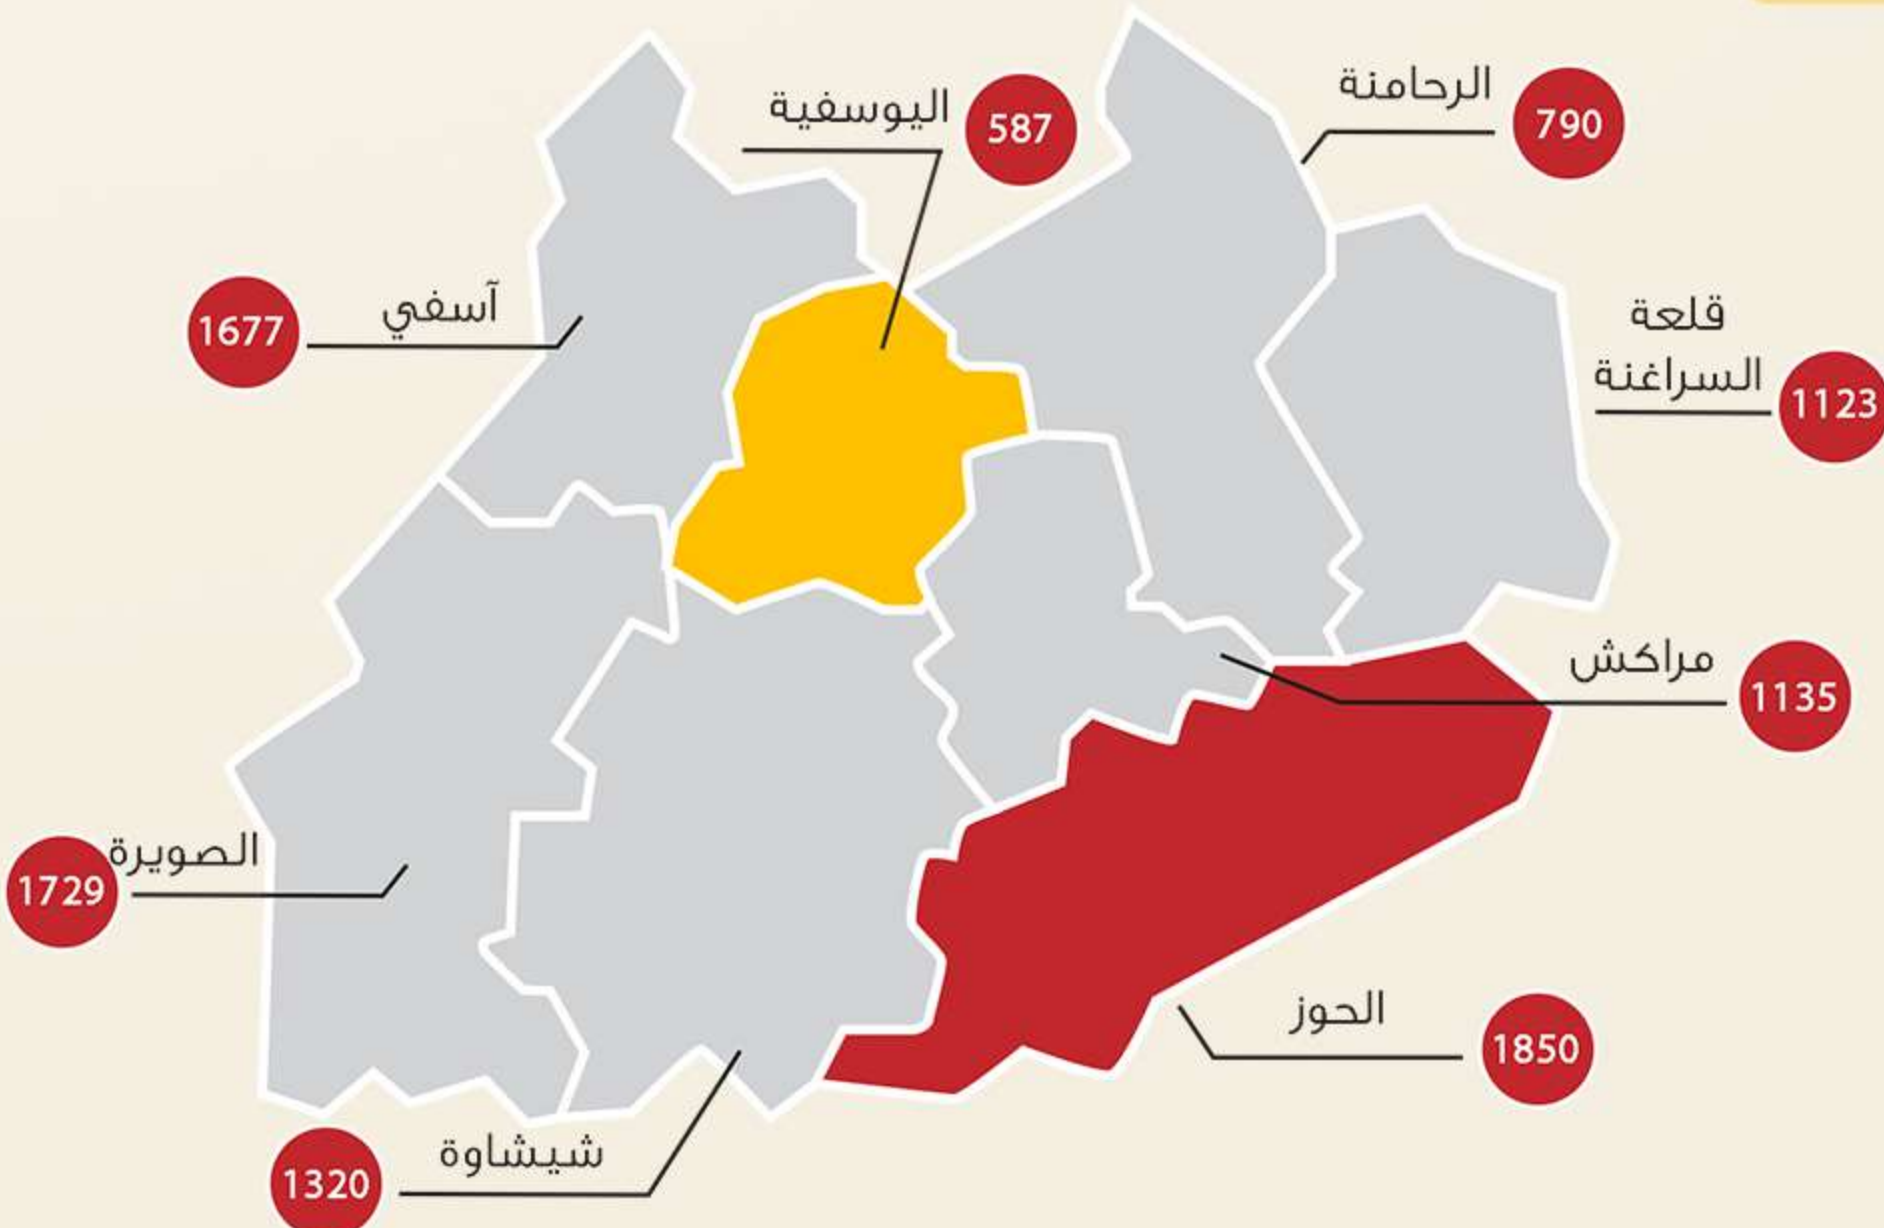 الرحامنة
790
اليوسفية
587
آسفي
1677
قلعة
السراغنة
1123
مراكش
1135
الصويرة
1729
الحوز
1850
شيشاوة
1320